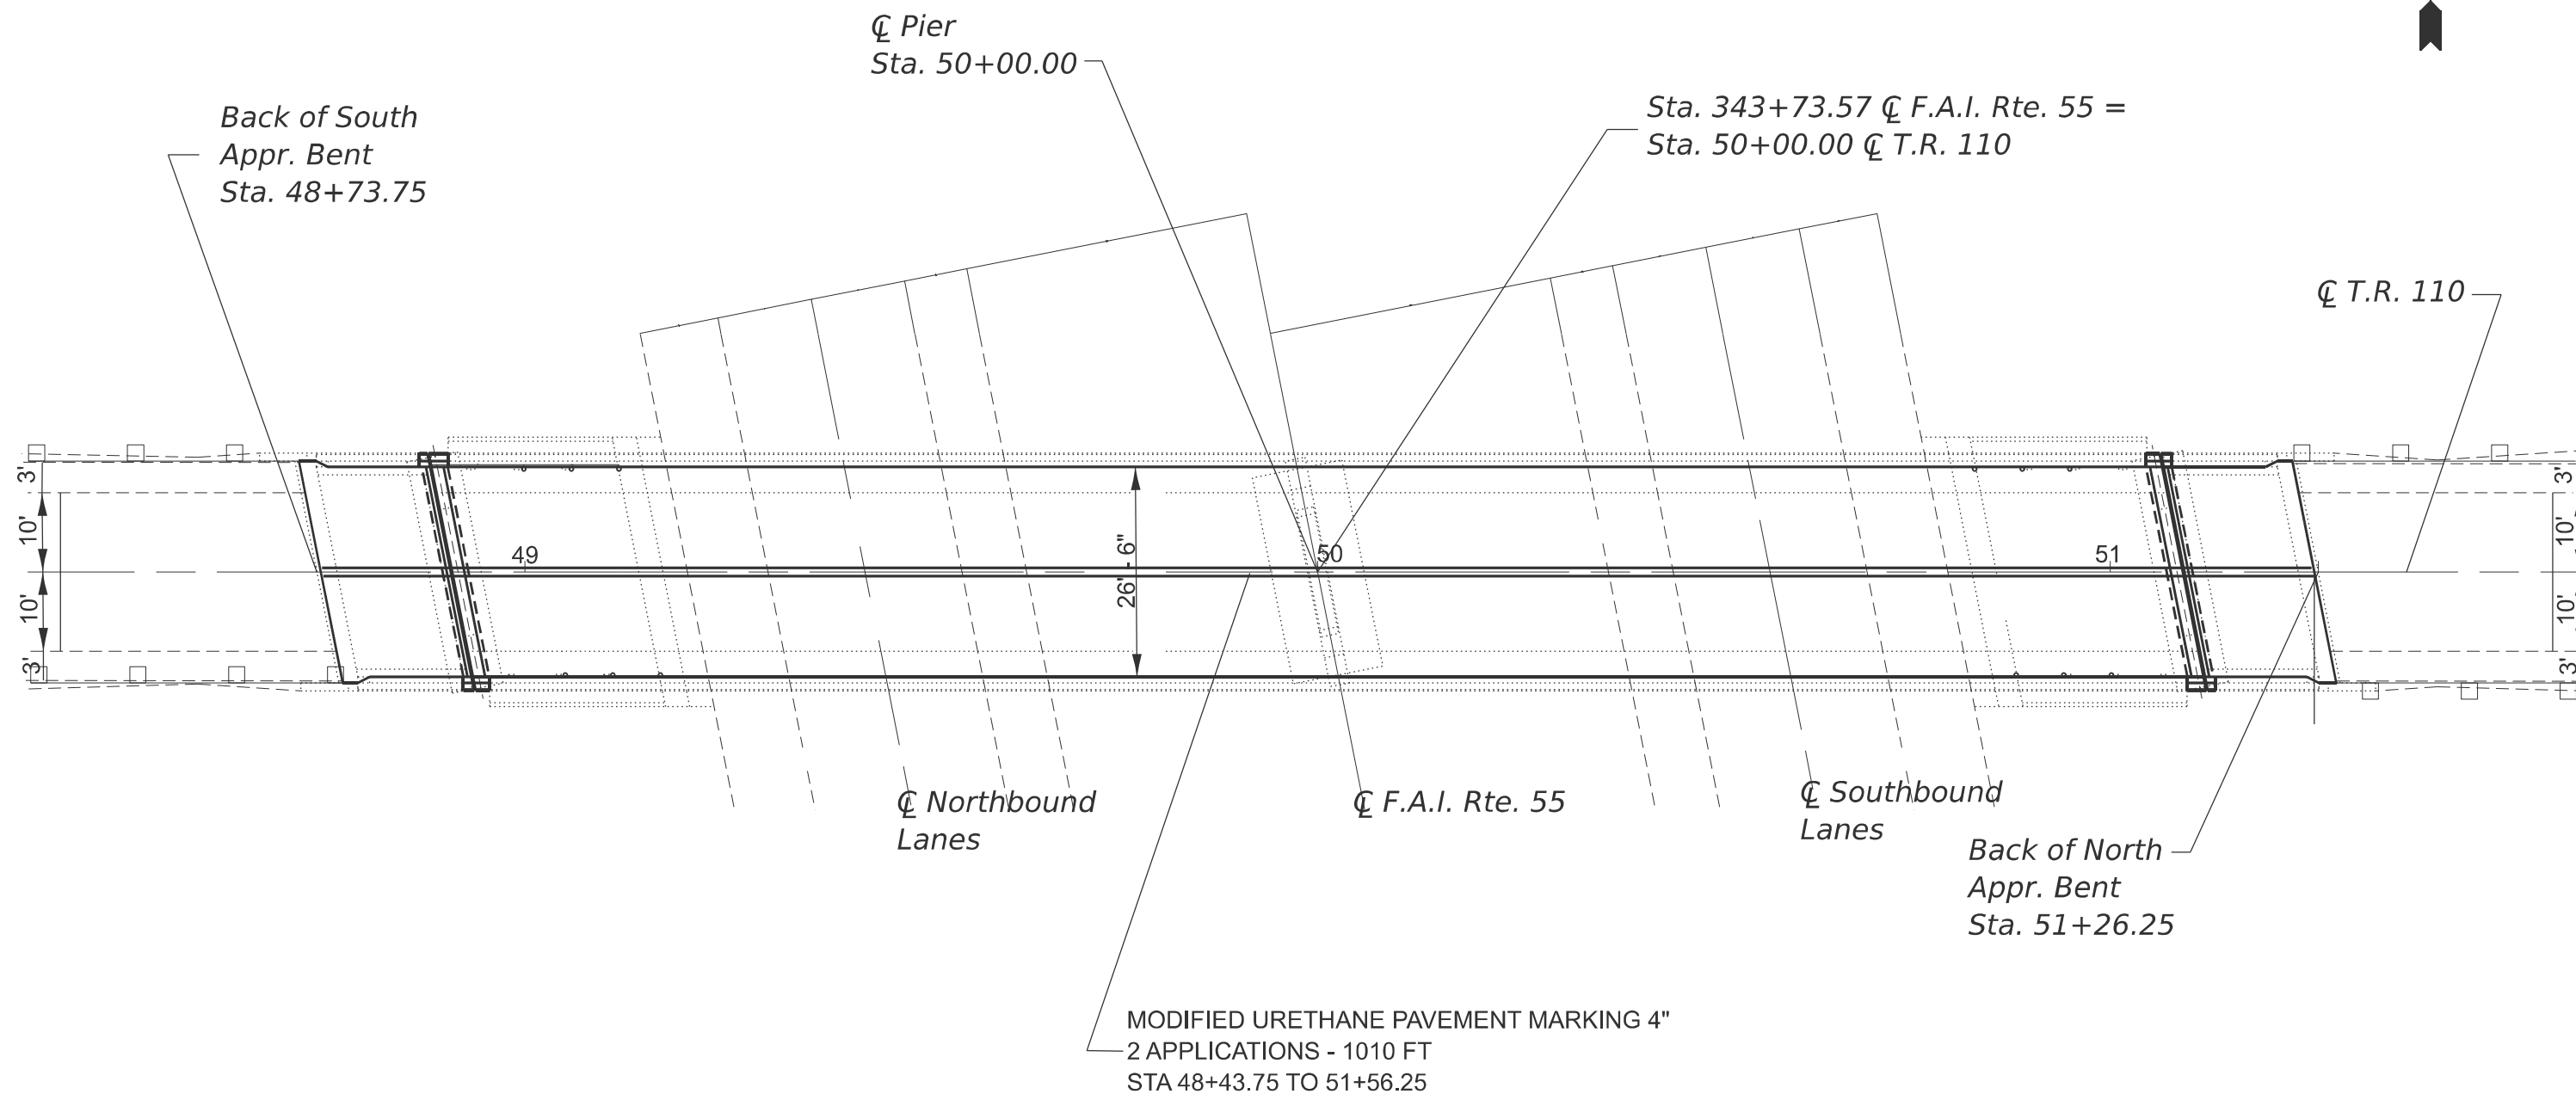 ℄ Pier
Sta. 50+00.00
Back of South
Appr. Bent
Sta. 48+73.75
Sta. 343+73.57 ℄ F.A.I. Rte. 55 =
Sta. 50+00.00 ℄ T.R. 110
℄ T.R. 110
3'
10'
10'
3'
49
26' - 6"
50
51
3'
10'
10'
3'
℄ Northbound
Lanes
℄ F.A.I. Rte. 55
℄ Southbound
Lanes
Back of North
Appr. Bent
Sta. 51+26.25
MODIFIED URETHANE PAVEMENT MARKING 4"
2 APPLICATIONS - 1010 FT
STA 48+43.75 TO 51+56.25